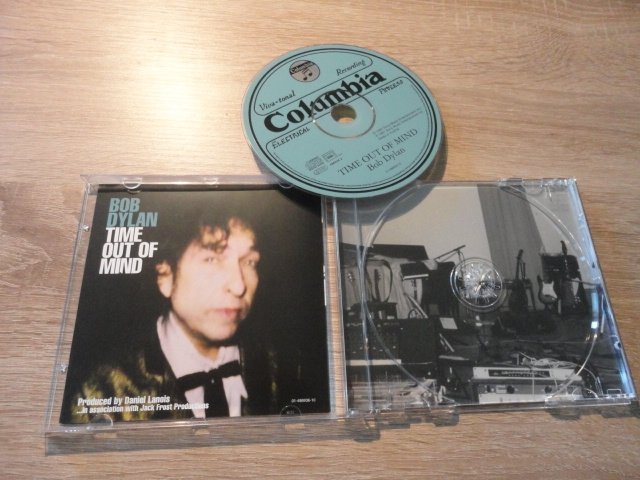 Columbia
Viva-tonal Recording
Columbia
ELECTRICAL PROCESS
TIME OUT OF MIND
Bob Dylan
BOB
DYLAN
TIME
OUT OF
MIND
Produced by Daniel Lanois
...in association with Jack Frost Productions